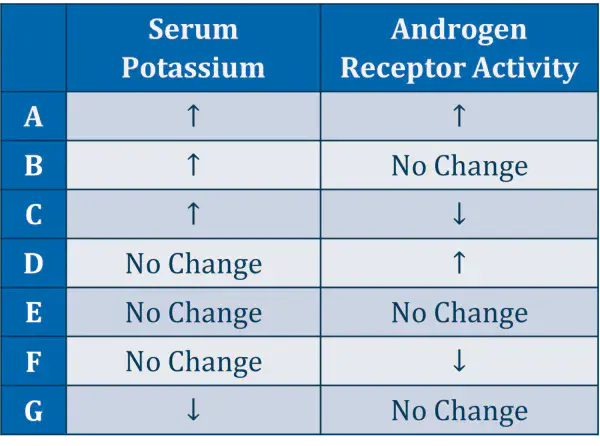 Serum Potassium Androgen Receptor Activity
A ↑ ↑
B ↑ No Change
C ↑ ↓
D No Change ↑
E No Change No Change
F No Change ↓
G ↓ No Change